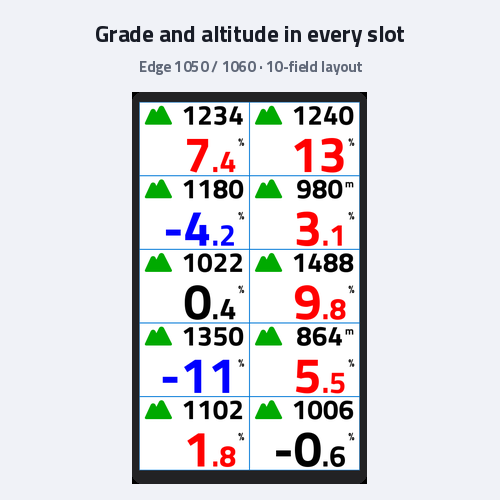 Grade and altitude in every slot
Edge 1050 / 1060 · 10-field layout
1234 1240
7.4 % 13 %
1180 980 m
-4.2 % 3.1 %
1022 1488
0.4 % 9.8 %
1350 864 m
-11 % 5.5 %
1102 1006
1.8 % -0.6 %